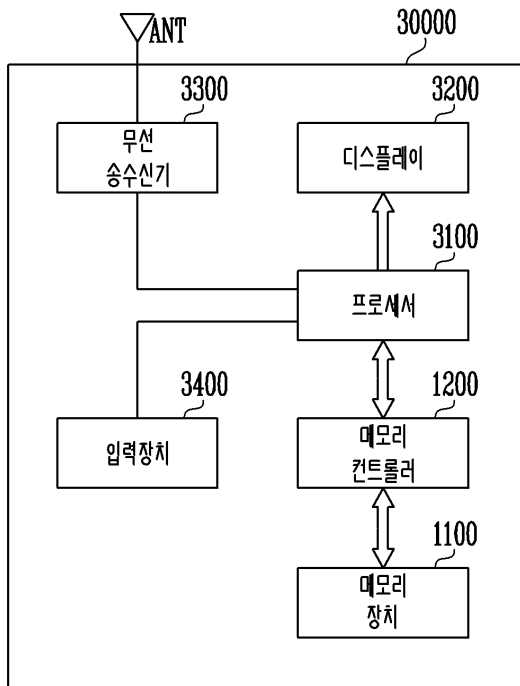 ANT
30000
3300
무선
송수신기
3200
디스플레이
3100
프로세서
3400
입력장치
1200
메모리
컨트롤러
1100
메모리
장치